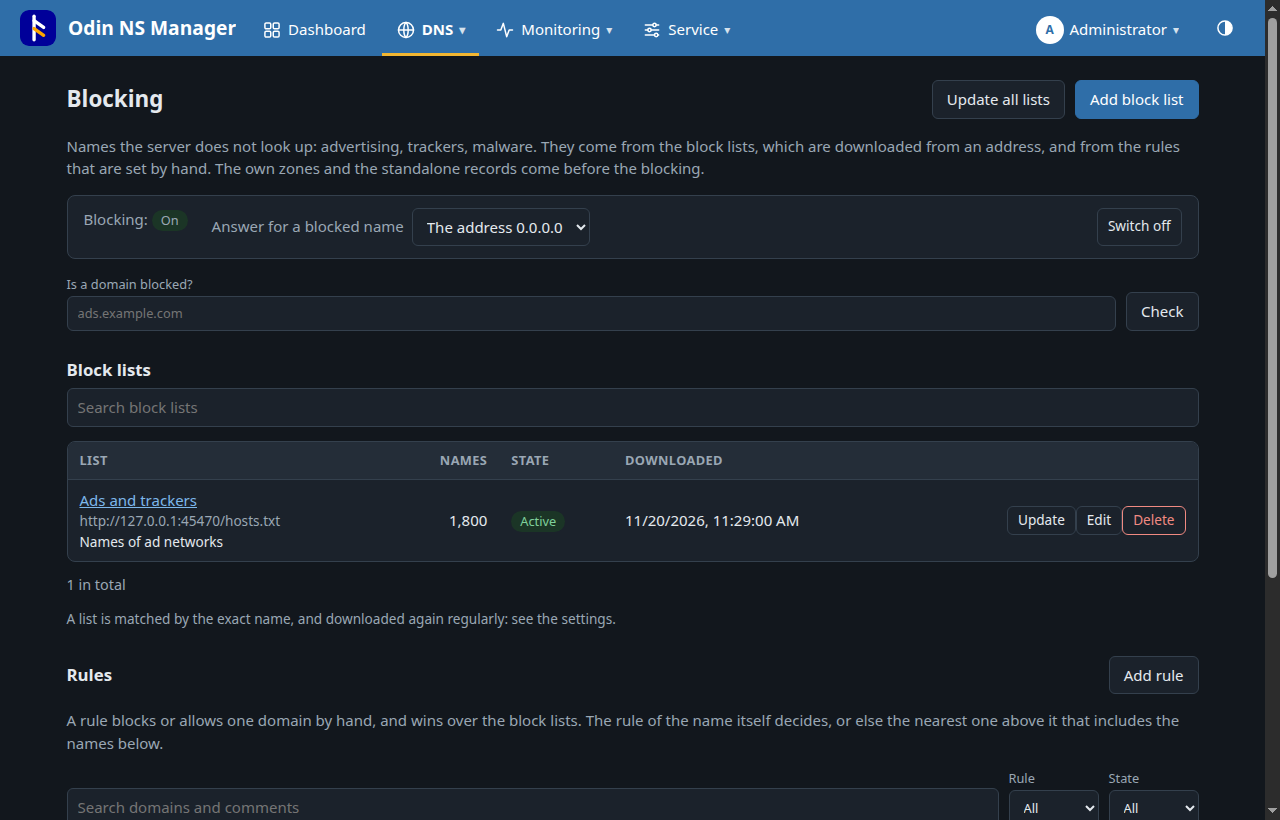 Odin NS Manager
Dashboard
DNS ▾
Monitoring ▾
Service ▾
A
Administrator ▾
Blocking
Update all lists
Add block list
Names the server does not look up: advertising, trackers, malware. They come from the block lists, which are downloaded from an address, and from the rules
that are set by hand. The own zones and the standalone records come before the blocking.
Blocking: On
Answer for a blocked name
The address 0.0.0.0
Switch off
Is a domain blocked?
ads.example.com
Check
Block lists
Search block lists
LIST NAMES STATE DOWNLOADED
Ads and trackers
http://127.0.0.1:45470/hosts.txt
Names of ad networks
1,800
Active
11/20/2026, 11:29:00 AM
Update
Edit
Delete
1 in total
A list is matched by the exact name, and downloaded again regularly: see the settings.
Rules
Add rule
A rule blocks or allows one domain by hand, and wins over the block lists. The rule of the name itself decides, or else the nearest one above it that includes the
names below.
Rule
State
Search domains and comments
All
All